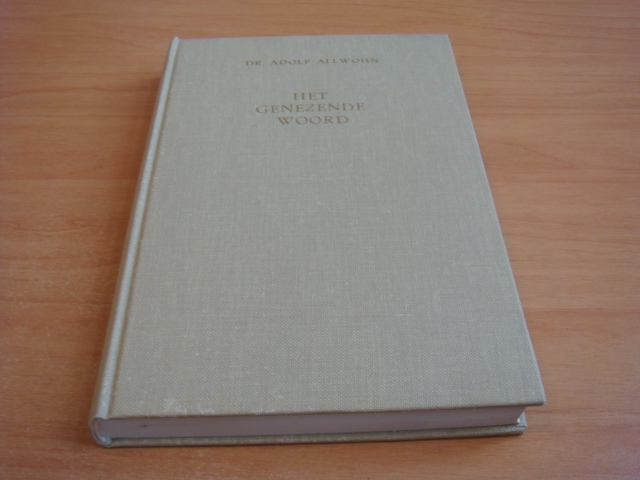 DR. ADOLF ALLWOHN
HET
GENEZENDE
WOORD